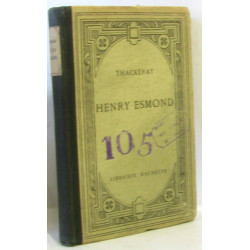 THACKERAY
HENRY ESMOND
105
LIBRAIRIE HACHETTE